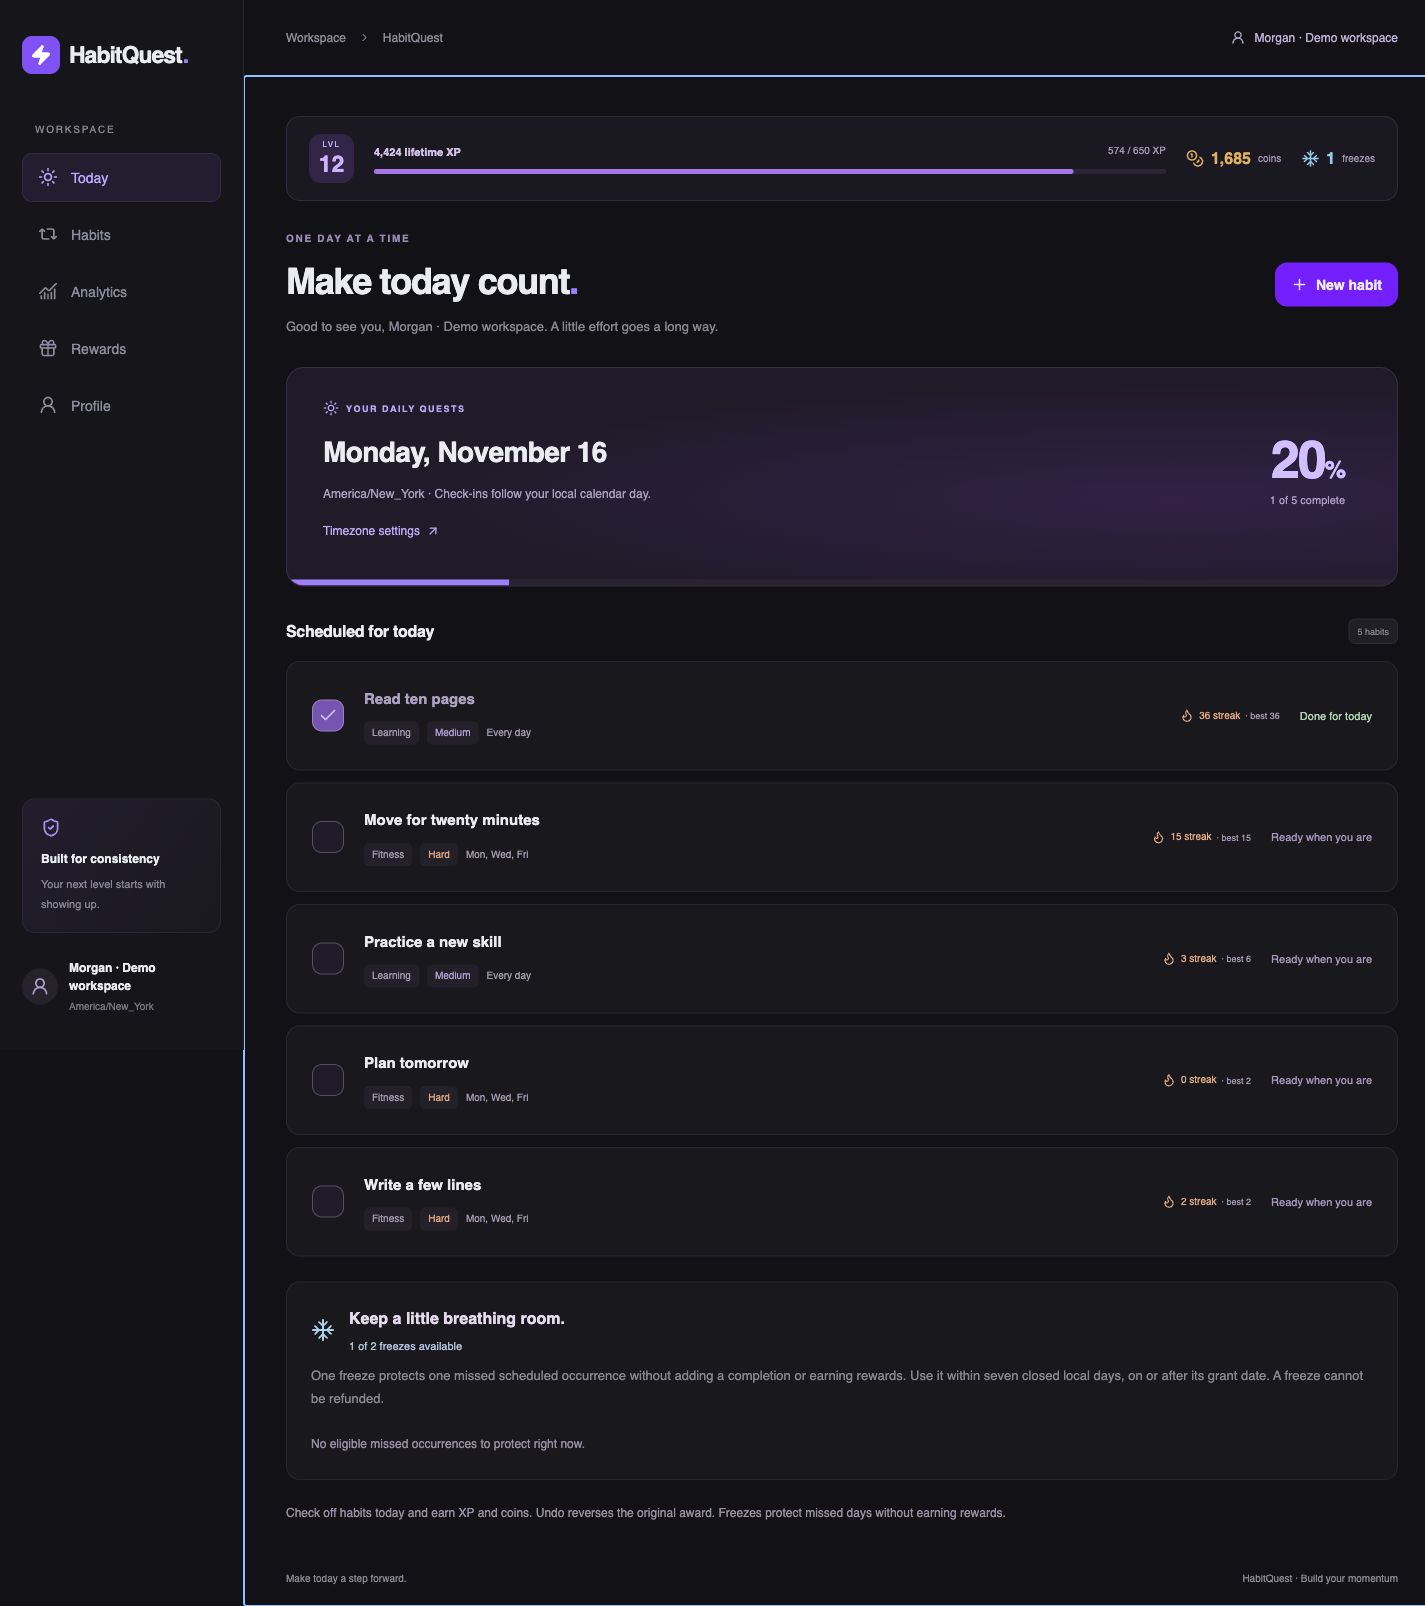 HabitQuest.
WORKSPACE
Today
Habits
Analytics
Rewards
Profile
Built for consistency
Your next level starts with
showing up.
Morgan · Demo
workspace
America/New_York
Workspace > HabitQuest
Morgan · Demo workspace
LVL
12
4,424 lifetime XP
574 / 650 XP
1,685 coins
1 freezes
ONE DAY AT A TIME
Make today count.
Good to see you, Morgan · Demo workspace. A little effort goes a long way.
New habit
YOUR DAILY QUESTS
Monday, November 16
America/New_York · Check-ins follow your local calendar day.
Timezone settings
20%
1 of 5 complete
Scheduled for today
5 habits
Read ten pages
Learning Medium Every day
36 streak · best 36 Done for today
Move for twenty minutes
Fitness Hard Mon, Wed, Fri
15 streak · best 15 Ready when you are
Practice a new skill
Learning Medium Every day
3 streak · best 6 Ready when you are
Plan tomorrow
Fitness Hard Mon, Wed, Fri
0 streak · best 2 Ready when you are
Write a few lines
Fitness Hard Mon, Wed, Fri
2 streak · best 2 Ready when you are
Keep a little breathing room.
1 of 2 freezes available
One freeze protects one missed scheduled occurrence without adding a completion or earning rewards. Use it within seven closed local days, on or after its grant date. A freeze cannot
be refunded.
No eligible missed occurrences to protect right now.
Check off habits today and earn XP and coins. Undo reverses the original award. Freezes protect missed days without earning rewards.
Make today a step forward.
HabitQuest · Build your momentum